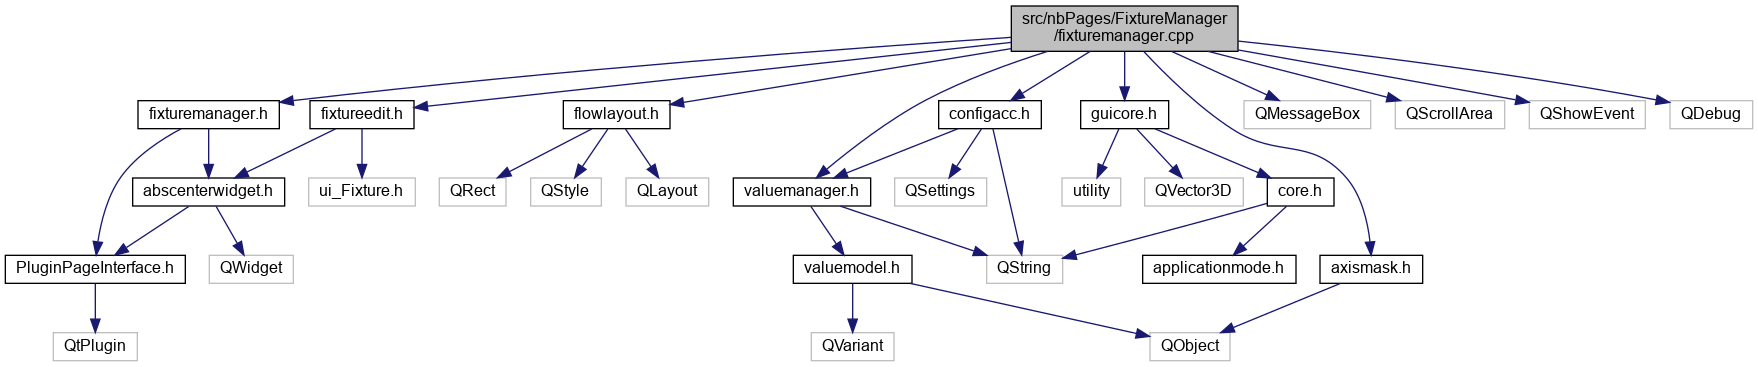 src/nbPages/FixtureManager
/fixturemanager.cpp
fixturemanager.h
fixtureedit.h
flowlayout.h
configacc.h
guicore.h
QMessageBox
QScrollArea
QShowEvent
QDebug
abscenterwidget.h
ui_Fixture.h
QRect
QStyle
QLayout
valuemanager.h
QSettings
utility
QVector3D
core.h
PluginPageInterface.h
QWidget
valuemodel.h
QString
applicationmode.h
axismask.h
QtPlugin
QVariant
QObject